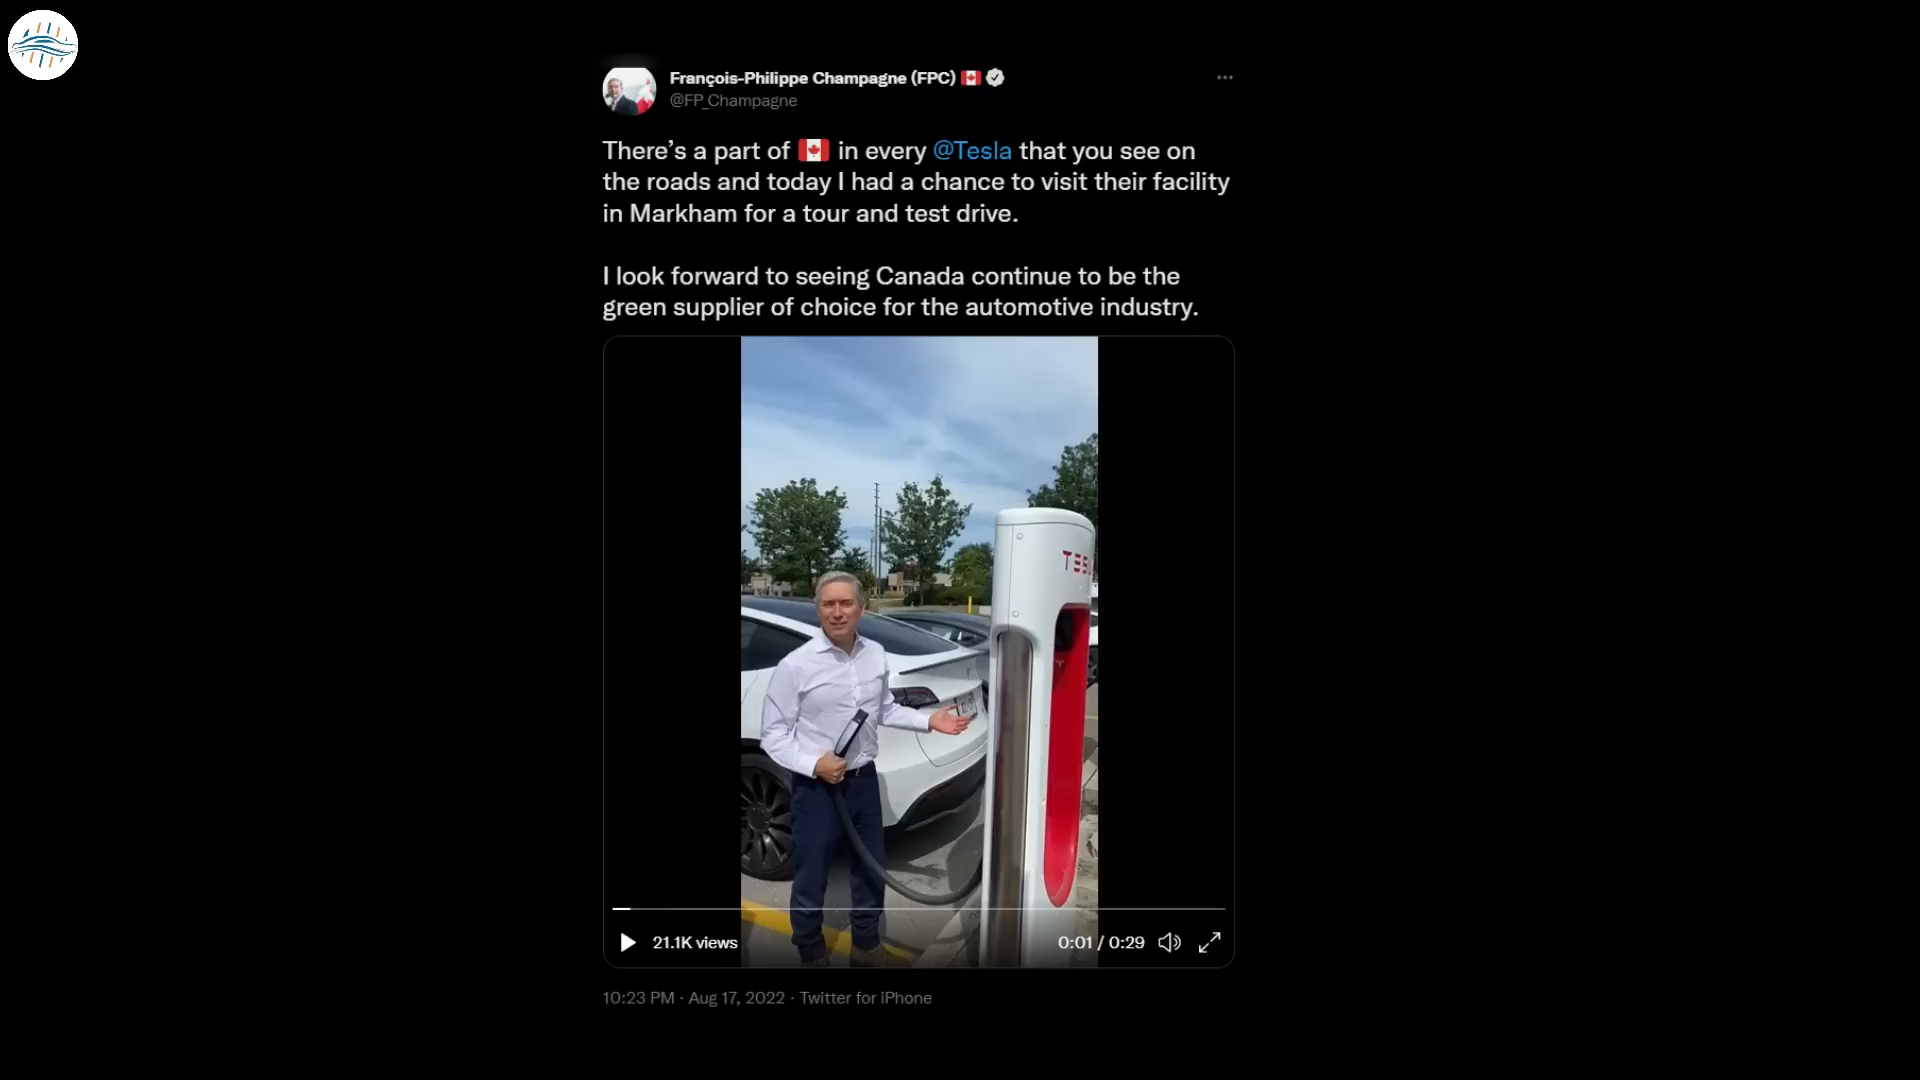 François-Philippe Champagne (FPC) 🇨🇦
@FP_Champagne
There's a part of 🇨🇦 in every @Tesla that you see on
the roads and today I had a chance to visit their facility
in Markham for a tour and test drive.
I look forward to seeing Canada continue to be the
green supplier of choice for the automotive industry.
TESL
21.1K views
0:01 / 0:29
10:23 PM · Aug 17, 2022 · Twitter for iPhone